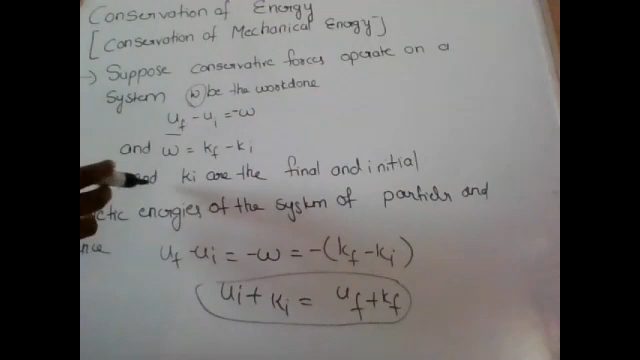 Conservation of Energy
[Conservation of Mechanical Energy]
→) Suppose conservative forces operate on a
System w be the workdone
Uf - Ui = -w
and w = Kf - Ki
Ki are the final and initial
energies of the system of particles and
Uf - Ui = -w = -(Kf - Ki)
Ui + Ki = Uf + Kf